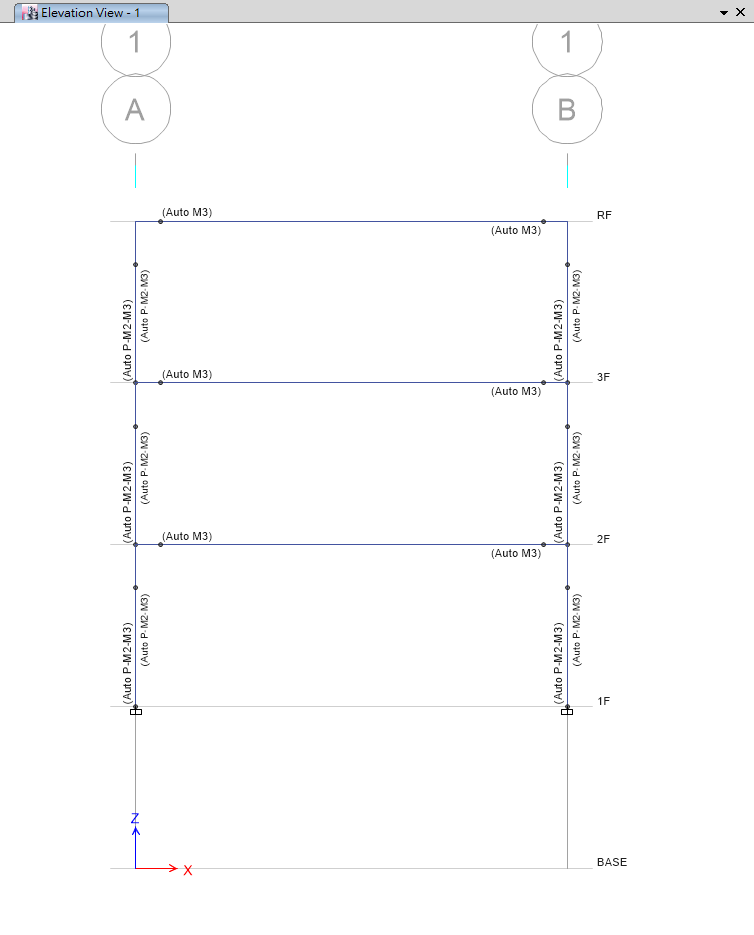 Elevation View - 1
1
1
A
B
(Auto M3)
RF
(Auto M3)
(Auto P-M2-M3)
(Auto P-M2-M3)
(Auto P-M2-M3)
(Auto P-M2-M3)
(Auto M3)
3F
(Auto M3)
(Auto P-M2-M3)
(Auto P-M2-M3)
(Auto P-M2-M3)
(Auto P-M2-M3)
(Auto M3)
2F
(Auto M3)
(Auto P-M2-M3)
(Auto P-M2-M3)
(Auto P-M2-M3)
(Auto P-M2-M3)
1F
Z
X
BASE